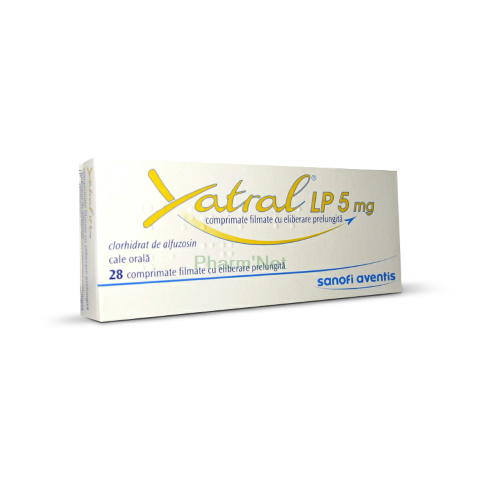 Xatral® LP 5 mg
comprimate filmate cu eliberare prelungită
clorhidrat de alfuzosin
cale orală
Pharm'Net
28 comprimate filmate cu eliberare prelungită
sanofi aventis